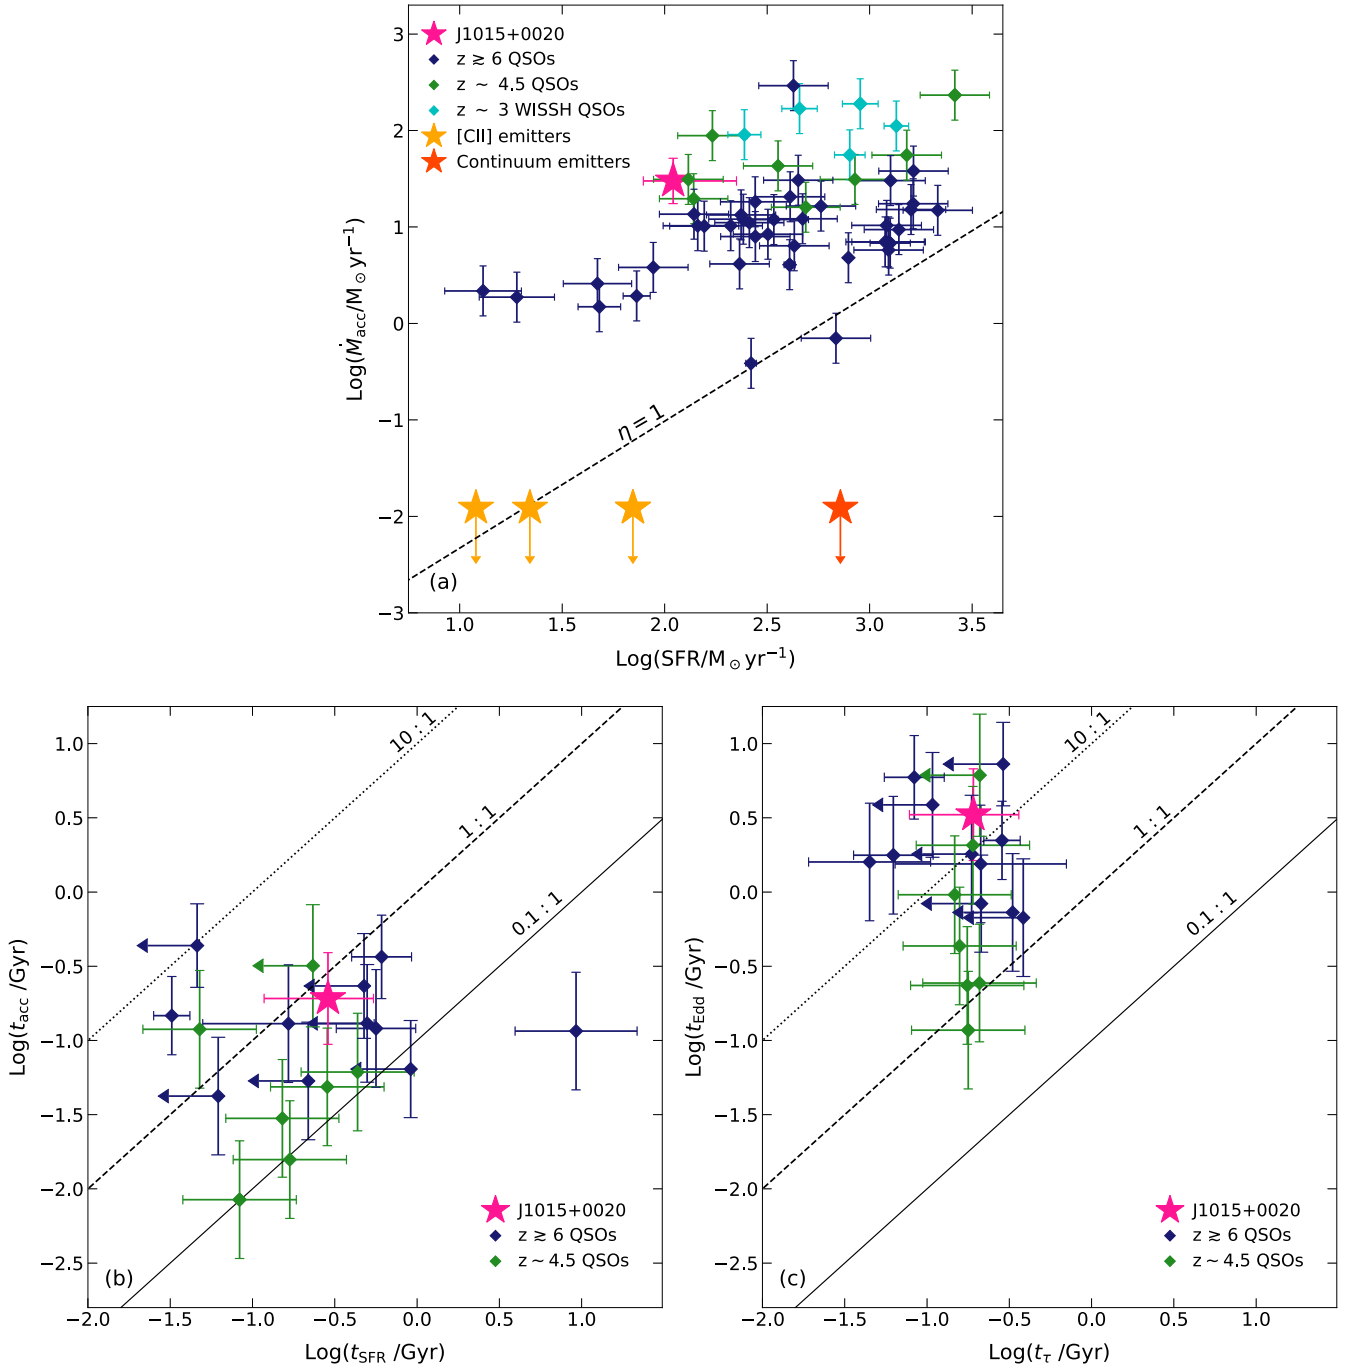 J1015+0020
z ≳ 6 QSOs
z ∼ 4.5 QSOs
z ∼ 3 WISSH QSOs
[CII] emitters
Continuum emitters
3
2
1
0
−1
−2
−3
Log(Ṁacc/M⊙ yr−1)
η = 1
(a)
1.0 1.5 2.0 2.5 3.0 3.5
Log(SFR/M⊙ yr−1)
1.0
0.5
0.0
−0.5
−1.0
−1.5
−2.0
−2.5
Log(tacc /Gyr)
10 : 1
1 : 1
0.1 : 1
J1015+0020
z ≳ 6 QSOs
z ∼ 4.5 QSOs
(b)
−2.0 −1.5 −1.0 −0.5 0.0 0.5 1.0
Log(tSFR /Gyr)
1.0
0.5
0.0
−0.5
−1.0
−1.5
−2.0
−2.5
Log(tEdd /Gyr)
10 : 1
1 : 1
0.1 : 1
J1015+0020
z ≳ 6 QSOs
z ∼ 4.5 QSOs
(c)
−2.0 −1.5 −1.0 −0.5 0.0 0.5 1.0
Log(tτ /Gyr)